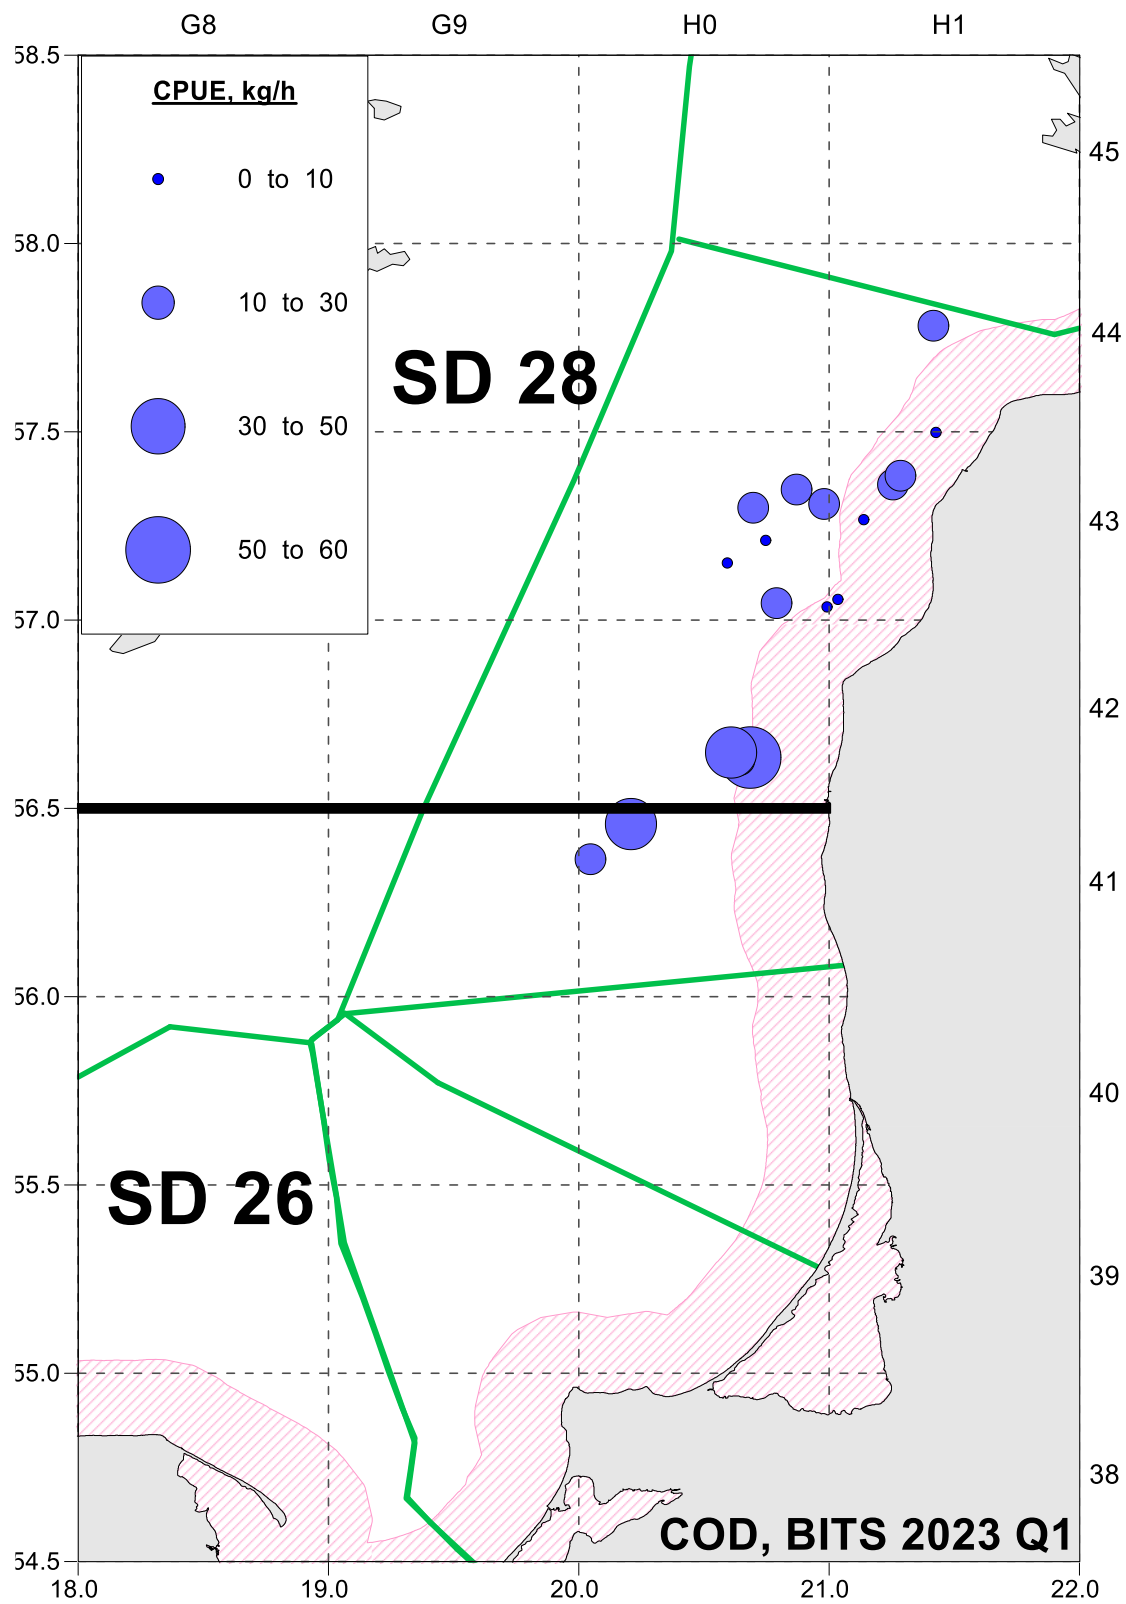 G8 G9 H0 H1
58.5
CPUE, kg/h
45
0 to 10
58.0
10 to 30
44
SD 28
30 to 50
57.5
43
50 to 60
57.0
42
56.5
41
56.0
40
SD 26
55.5
39
55.0
38
COD, BITS 2023 Q1
54.5
18.0 19.0 20.0 21.0 22.0